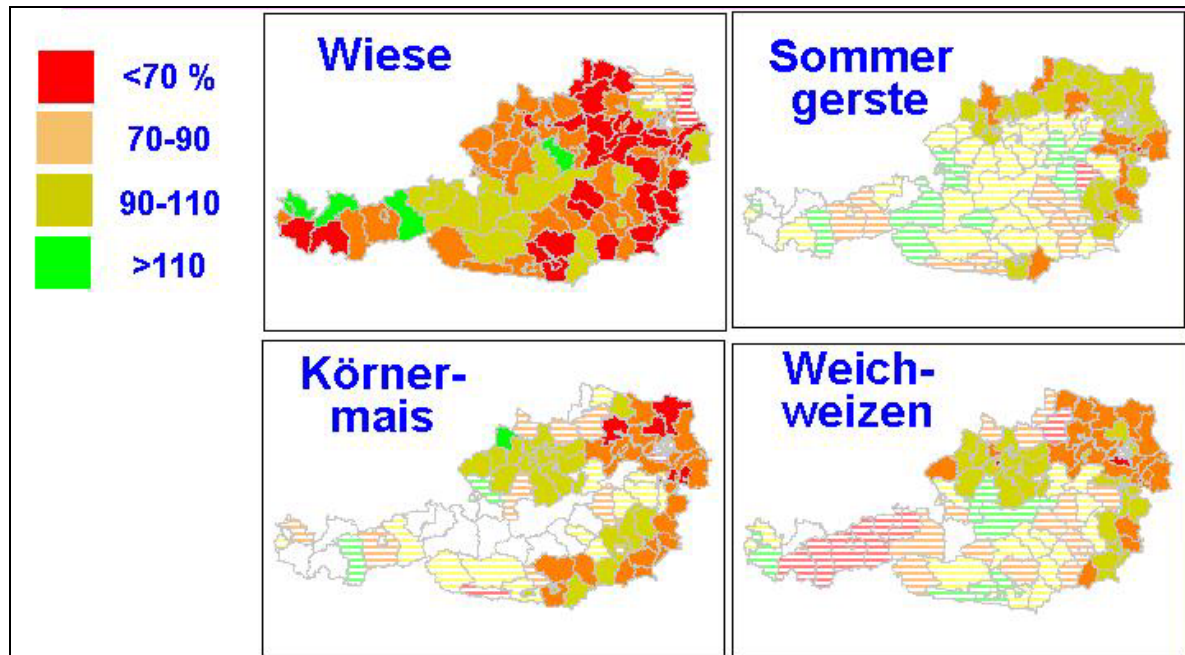 <70 %
70-90
90-110
>110
Wiese
Sommer
gerste
Körner-
mais
Weich-
weizen